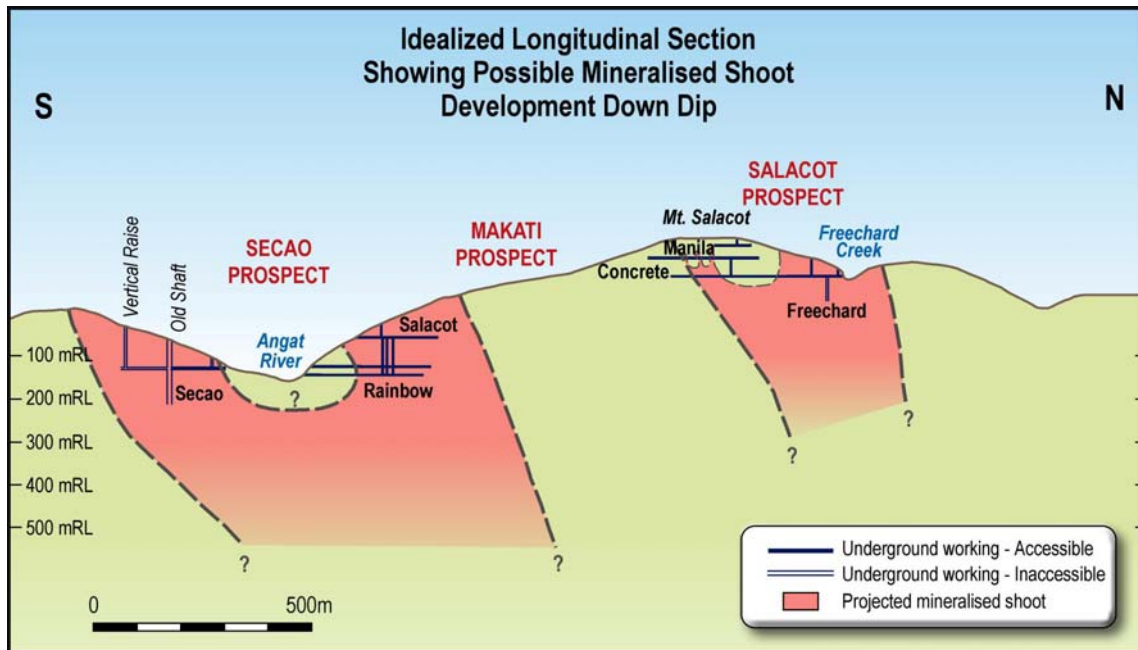 Idealized Longitudinal Section
Showing Possible Mineralised Shoot
Development Down Dip
S
N
SALACOT
PROSPECT
MAKATI
PROSPECT
SECAO
PROSPECT
Vertical Raise
Old Shaft
Mt. Salacot
Freechard
Creek
Manila
Concrete
Freechard
Angat
River
Salacot
Secao
Rainbow
100 mRL
200 mRL
300 mRL
400 mRL
500 mRL
?
?
?
?
?
0
500m
Underground working - Accessible
Underground working - Inaccessible
Projected mineralised shoot